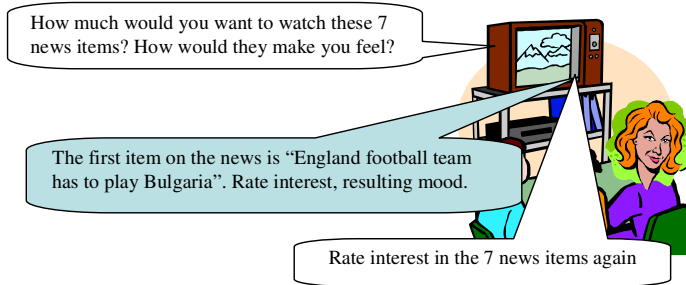 How much would you want to watch these 7
news items? How would they make you feel?
The first item on the news is “England football team
has to play Bulgaria”. Rate interest, resulting mood.
Rate interest in the 7 news items again